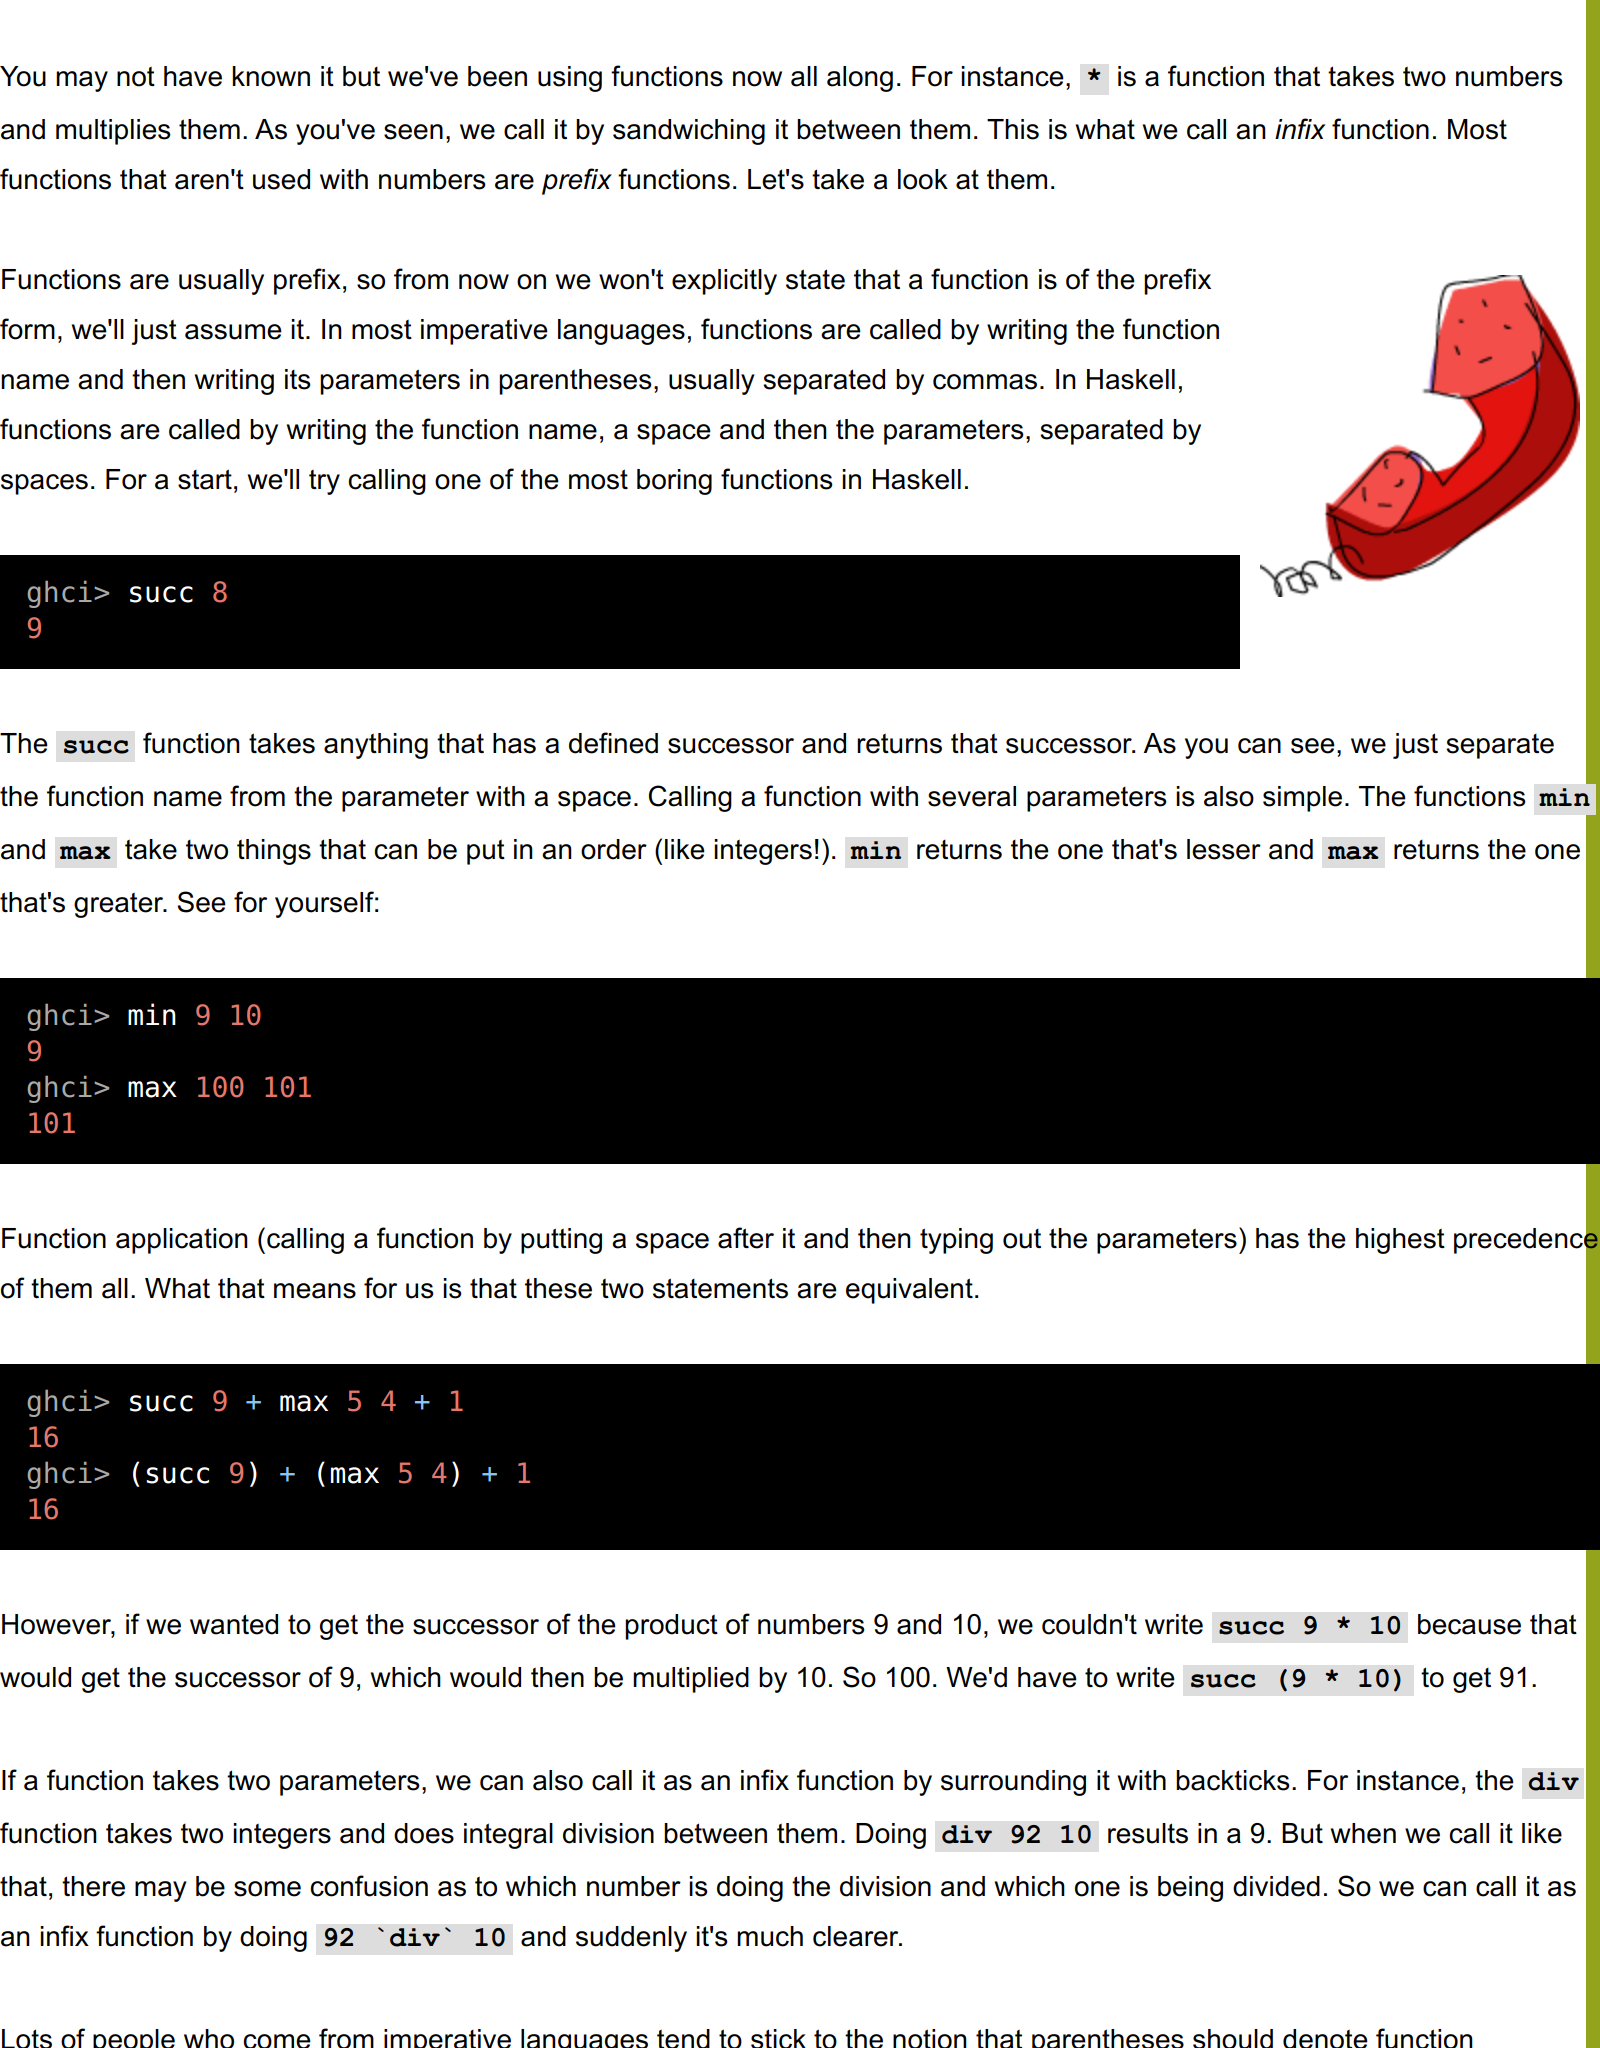 You may not have known it but we've been using functions now all along. For instance, * is a function that takes two numbers
and multiplies them. As you've seen, we call it by sandwiching it between them. This is what we call an infix function. Most
functions that aren't used with numbers are prefix functions. Let's take a look at them.
Functions are usually prefix, so from now on we won't explicitly state that a function is of the prefix
form, we'll just assume it. In most imperative languages, functions are called by writing the function
name and then writing its parameters in parentheses, usually separated by commas. In Haskell,
functions are called by writing the function name, a space and then the parameters, separated by
spaces. For a start, we'll try calling one of the most boring functions in Haskell.
ghci> succ 8
9
The succ function takes anything that has a defined successor and returns that successor. As you can see, we just separate
the function name from the parameter with a space. Calling a function with several parameters is also simple. The functions min
and max take two things that can be put in an order (like integers!). min returns the one that's lesser and max returns the one
that's greater. See for yourself:
ghci> min 9 10
9
ghci> max 100 101
101
Function application (calling a function by putting a space after it and then typing out the parameters) has the highest precedence
of them all. What that means for us is that these two statements are equivalent.
ghci> succ 9 + max 5 4 + 1
16
ghci> (succ 9) + (max 5 4) + 1
16
However, if we wanted to get the successor of the product of numbers 9 and 10, we couldn't write succ 9 * 10 because that
would get the successor of 9, which would then be multiplied by 10. So 100. We'd have to write succ (9 * 10) to get 91.
If a function takes two parameters, we can also call it as an infix function by surrounding it with backticks. For instance, the div
function takes two integers and does integral division between them. Doing div 92 10 results in a 9. But when we call it like
that, there may be some confusion as to which number is doing the division and which one is being divided. So we can call it as
an infix function by doing 92 `div` 10 and suddenly it's much clearer.
Lots of people who come from imperative languages tend to stick to the notion that parentheses should denote function